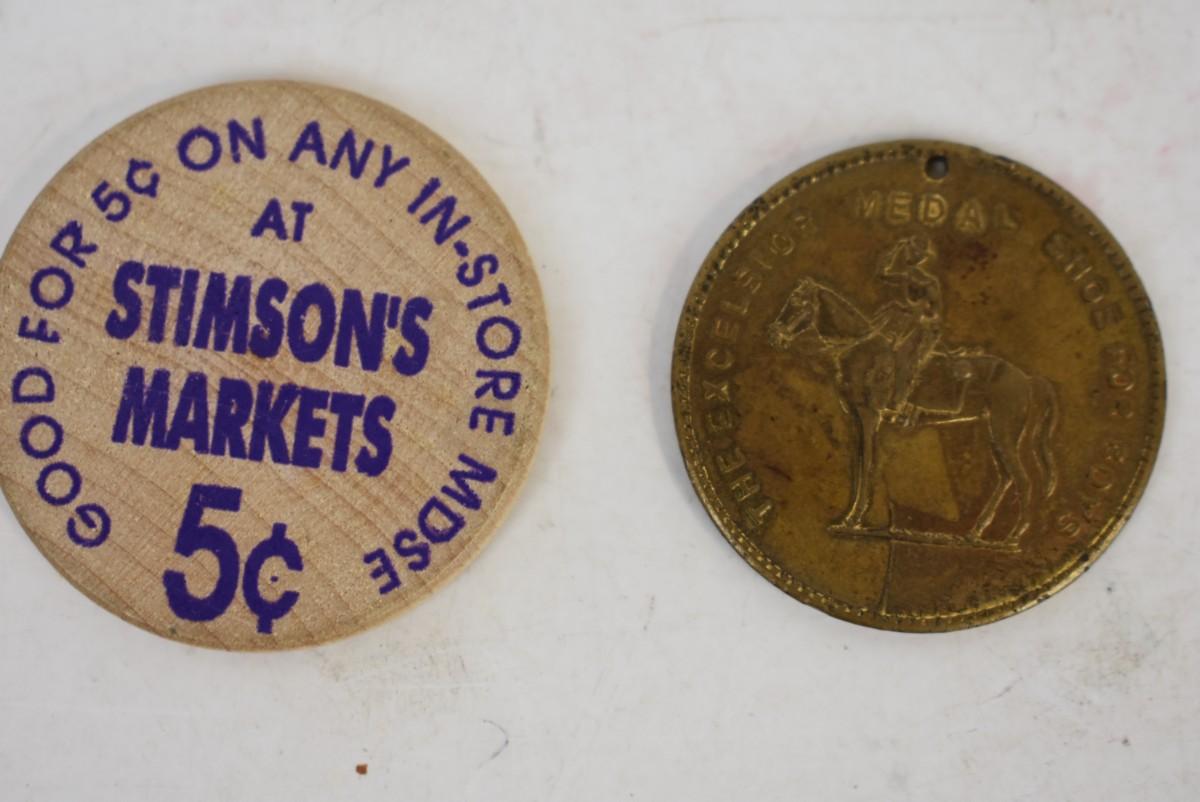 GOOD FOR 5¢ ON ANY IN-STORE MDSE
AT
STIMSON'S
MARKETS
5¢
THE EXCELSIOR MEDAL SHOE FOR BOYS